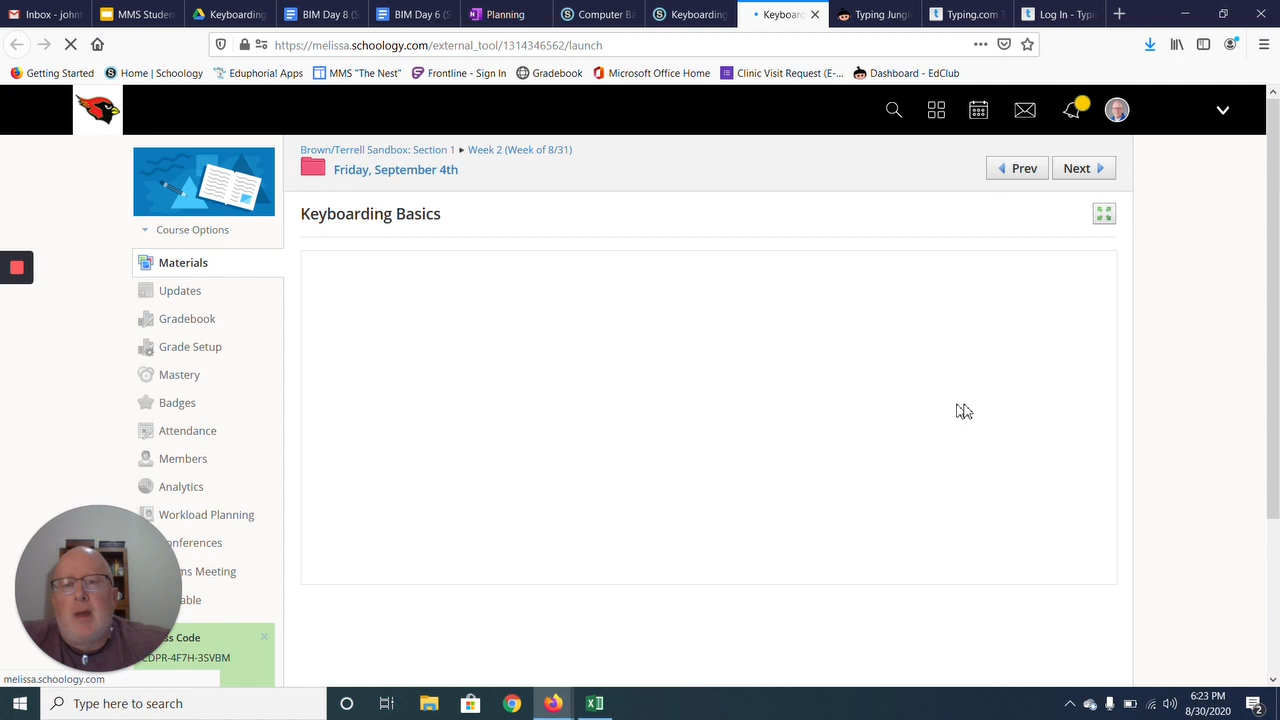 Inbox - johnt
MMS Studen
Keyboarding
BIM Day 8 (S
BIM Day 6 (S
Planning
Computer Ba
Keyboarding
Keyboard
Typing Jungl
Typing.com T
Log In - Typi
https://melissa.schoology.com/external_tool/1314346562/launch
Getting Started
Home | Schoology
Eduphoria! Apps
MMS "The Nest"
Frontline - Sign In
Gradebook
Microsoft Office Home
Clinic Visit Request (E-...
Dashboard - EdClub
Brown/Terrell Sandbox: Section 1 ▸ Week 2 (Week of 8/31)
Friday, September 4th
Prev
Next
Keyboarding Basics
Course Options
Materials
Updates
Gradebook
Grade Setup
Mastery
Badges
Attendance
Members
Analytics
Workload Planning
onferences
ms Meeting
able
ss Code
DPR-4F7H-3SVBM
melissa.schoology.com
Type here to search
6:23 PM
8/30/2020
2